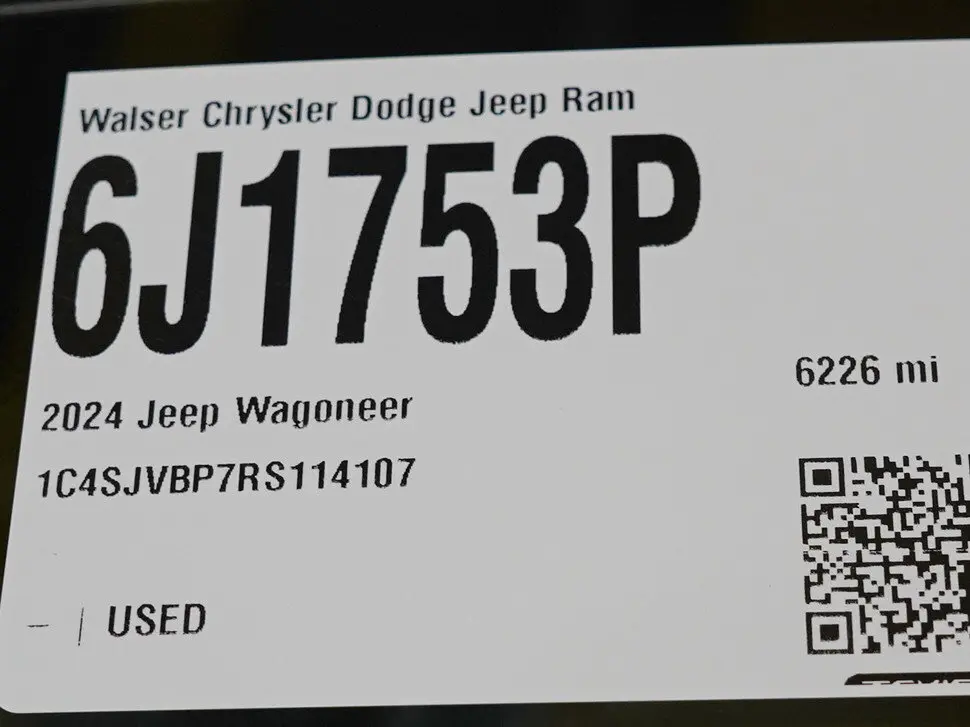 Walser Chrysler Dodge Jeep Ram
6J1753P
6226 mi
2024 Jeep Wagoneer
1C4SJVBP7RS114107
– | USED